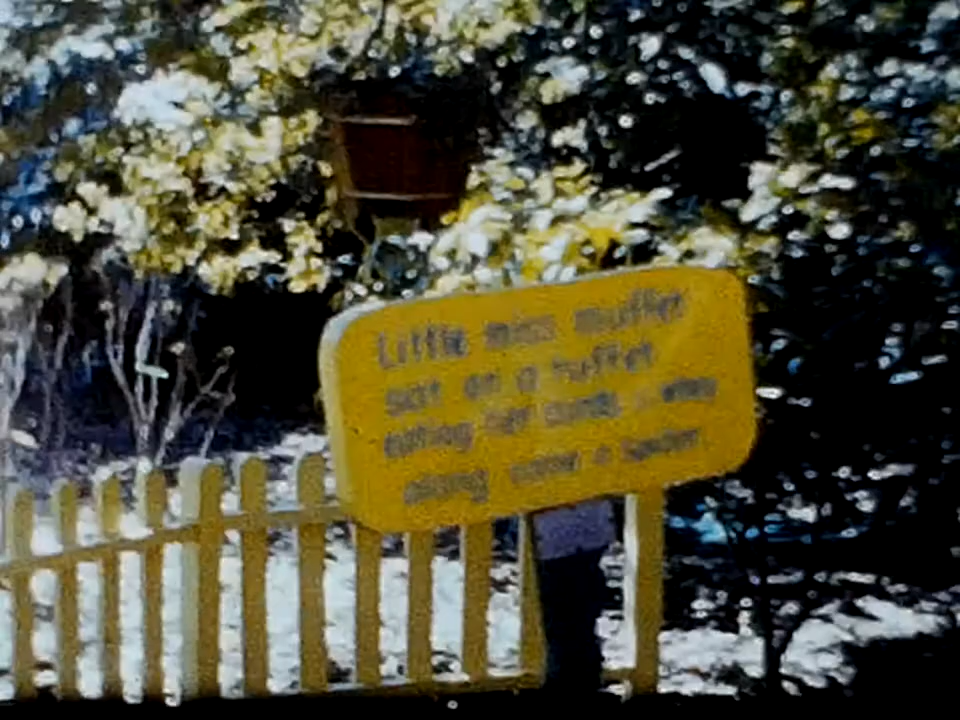 Little miss muffet
sat on a tuffet
eating her curds & whey
along came a spider